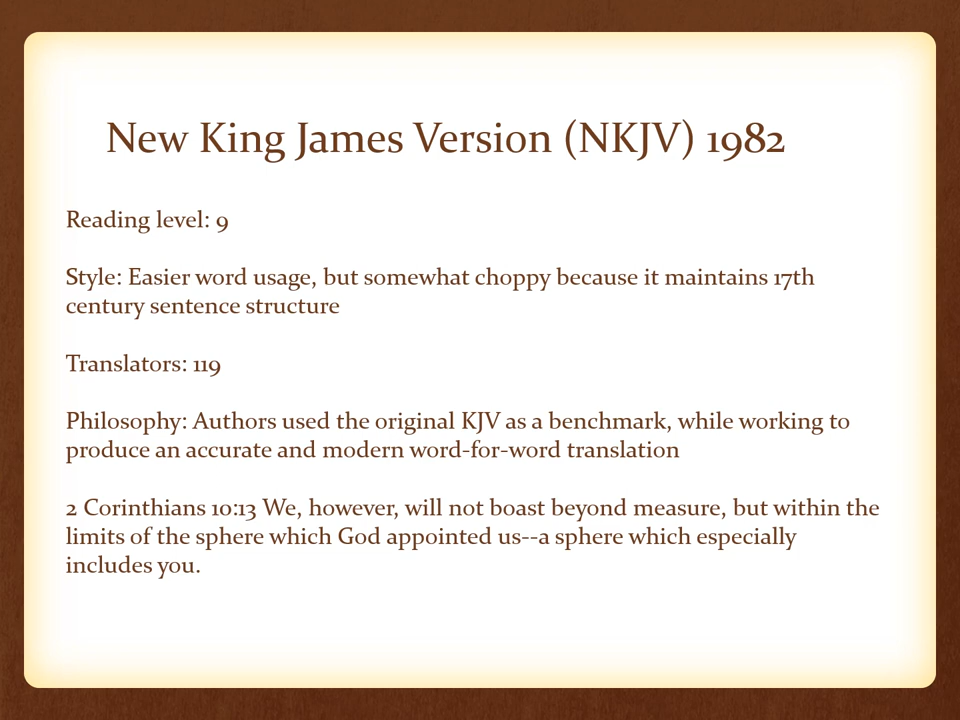 New King James Version (NKJV) 1982
Reading level: 9
Style: Easier word usage, but somewhat choppy because it maintains 17th
century sentence structure
Translators: 119
Philosophy: Authors used the original KJV as a benchmark, while working to
produce an accurate and modern word-for-word translation
2 Corinthians 10:13 We, however, will not boast beyond measure, but within the
limits of the sphere which God appointed us--a sphere which especially
includes you.